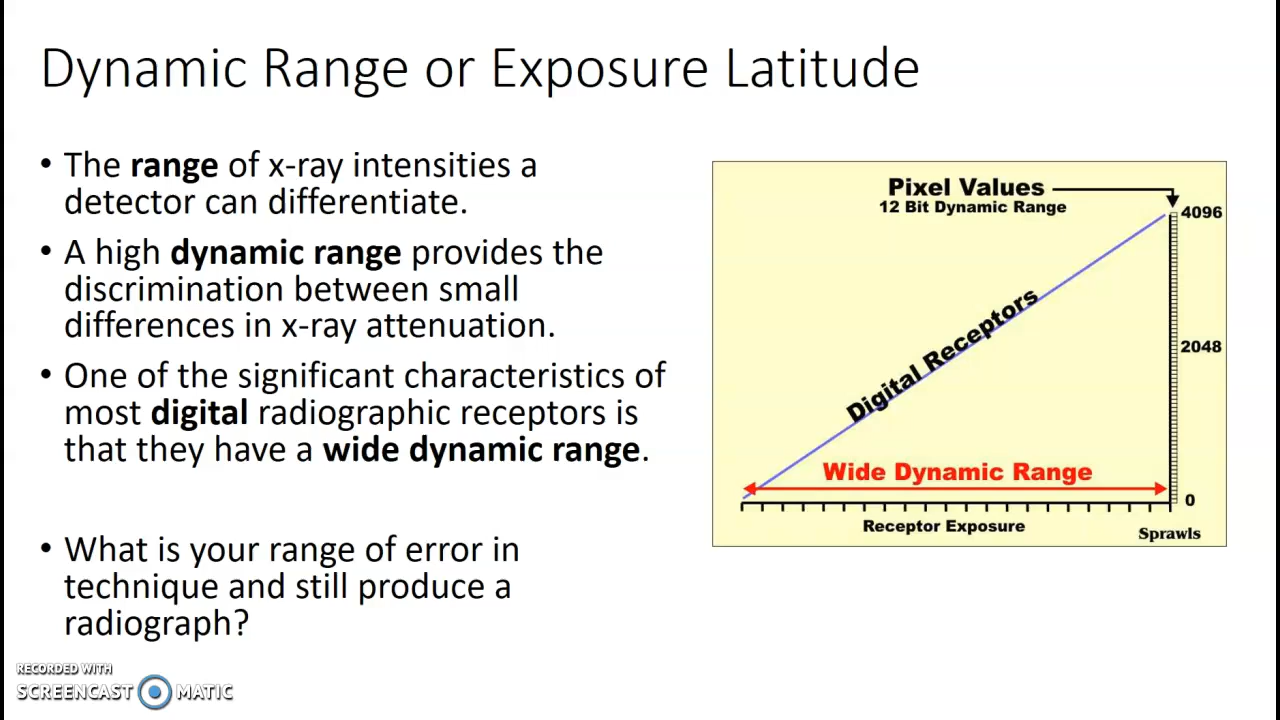 Dynamic Range or Exposure Latitude
• The range of x-ray intensities a
detector can differentiate.
• A high dynamic range provides the
discrimination between small
differences in x-ray attenuation.
• One of the significant characteristics of
most digital radiographic receptors is
that they have a wide dynamic range.
• What is your range of error in
technique and still produce a
radiograph?
Pixel Values
12 Bit Dynamic Range
4096
Digital Receptors
2048
Wide Dynamic Range
0
Receptor Exposure
Sprawls
RECORDED WITH
SCREENCAST MATIC